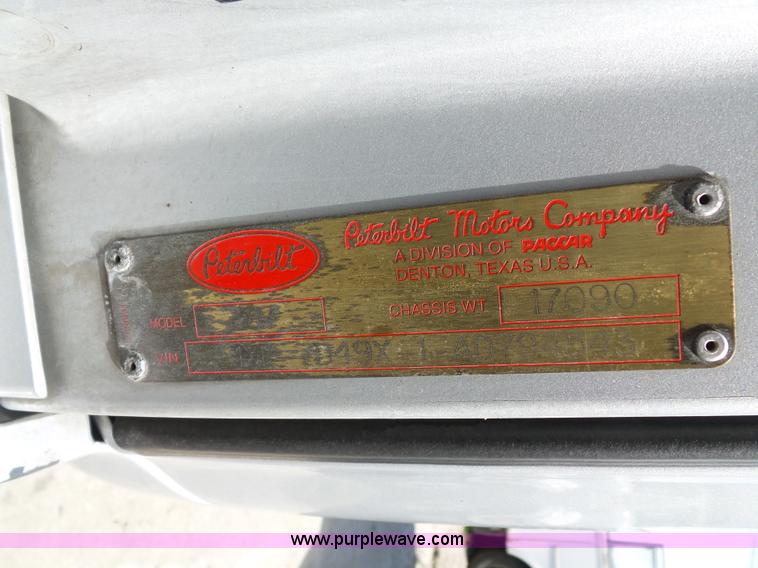 Peterbilt
Peterbilt Motors Company
A DIVISION OF PACCAR
DENTON, TEXAS U.S.A.
MODEL
CHASSIS WT 17090
VIN
www.purplewave.com